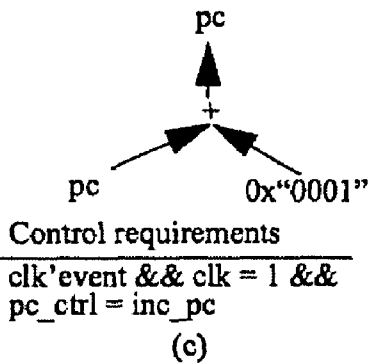 pc
+
pc
0x“0001”
Control requirements
clk’event && clk = 1 &&
pc_ctrl = inc_pc
(c)